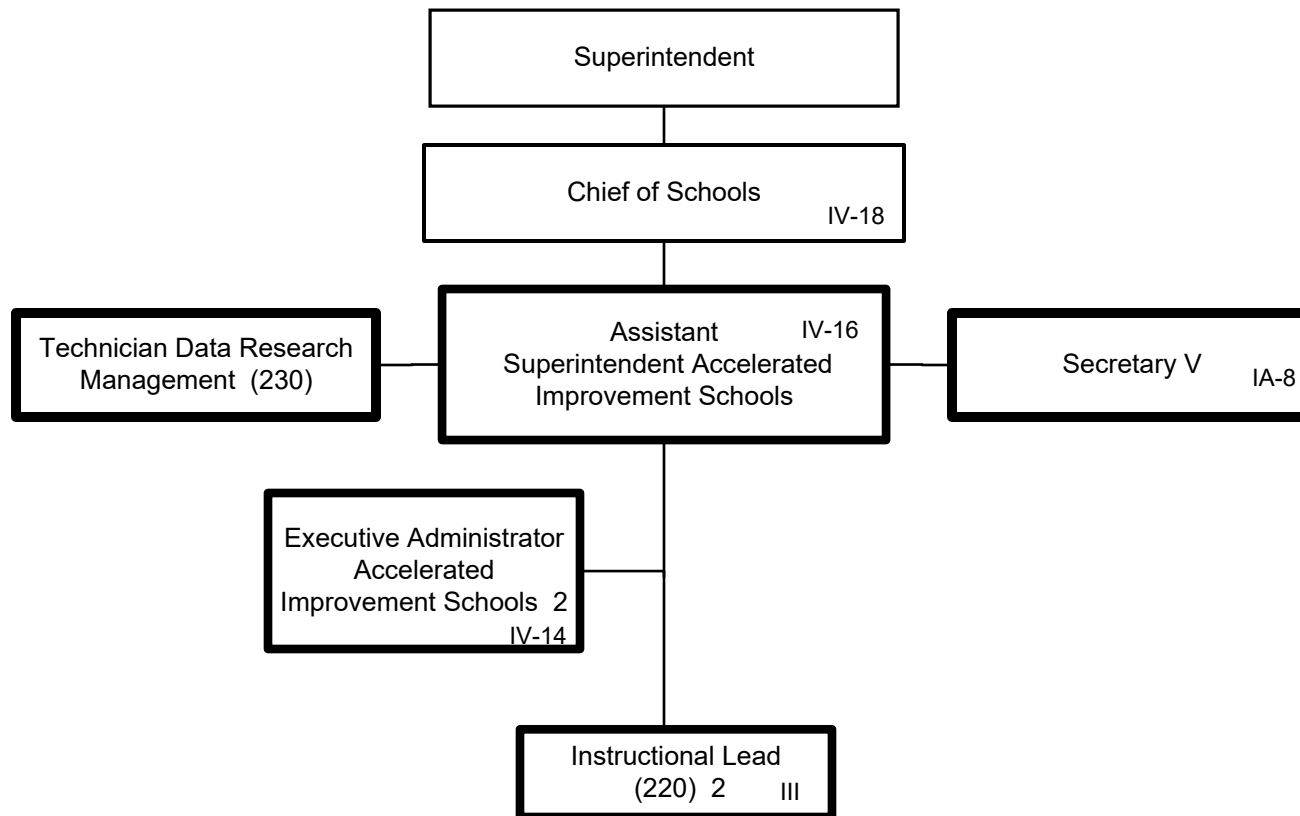 Superintendent
Chief of Schools
IV-18
Assistant
Superintendent Accelerated
Improvement Schools
IV-16
Technician Data Research
Management (230)
Secretary V
IA-8
Executive Administrator
Accelerated
Improvement Schools 2
IV-14
Instructional Lead
(220) 2
III